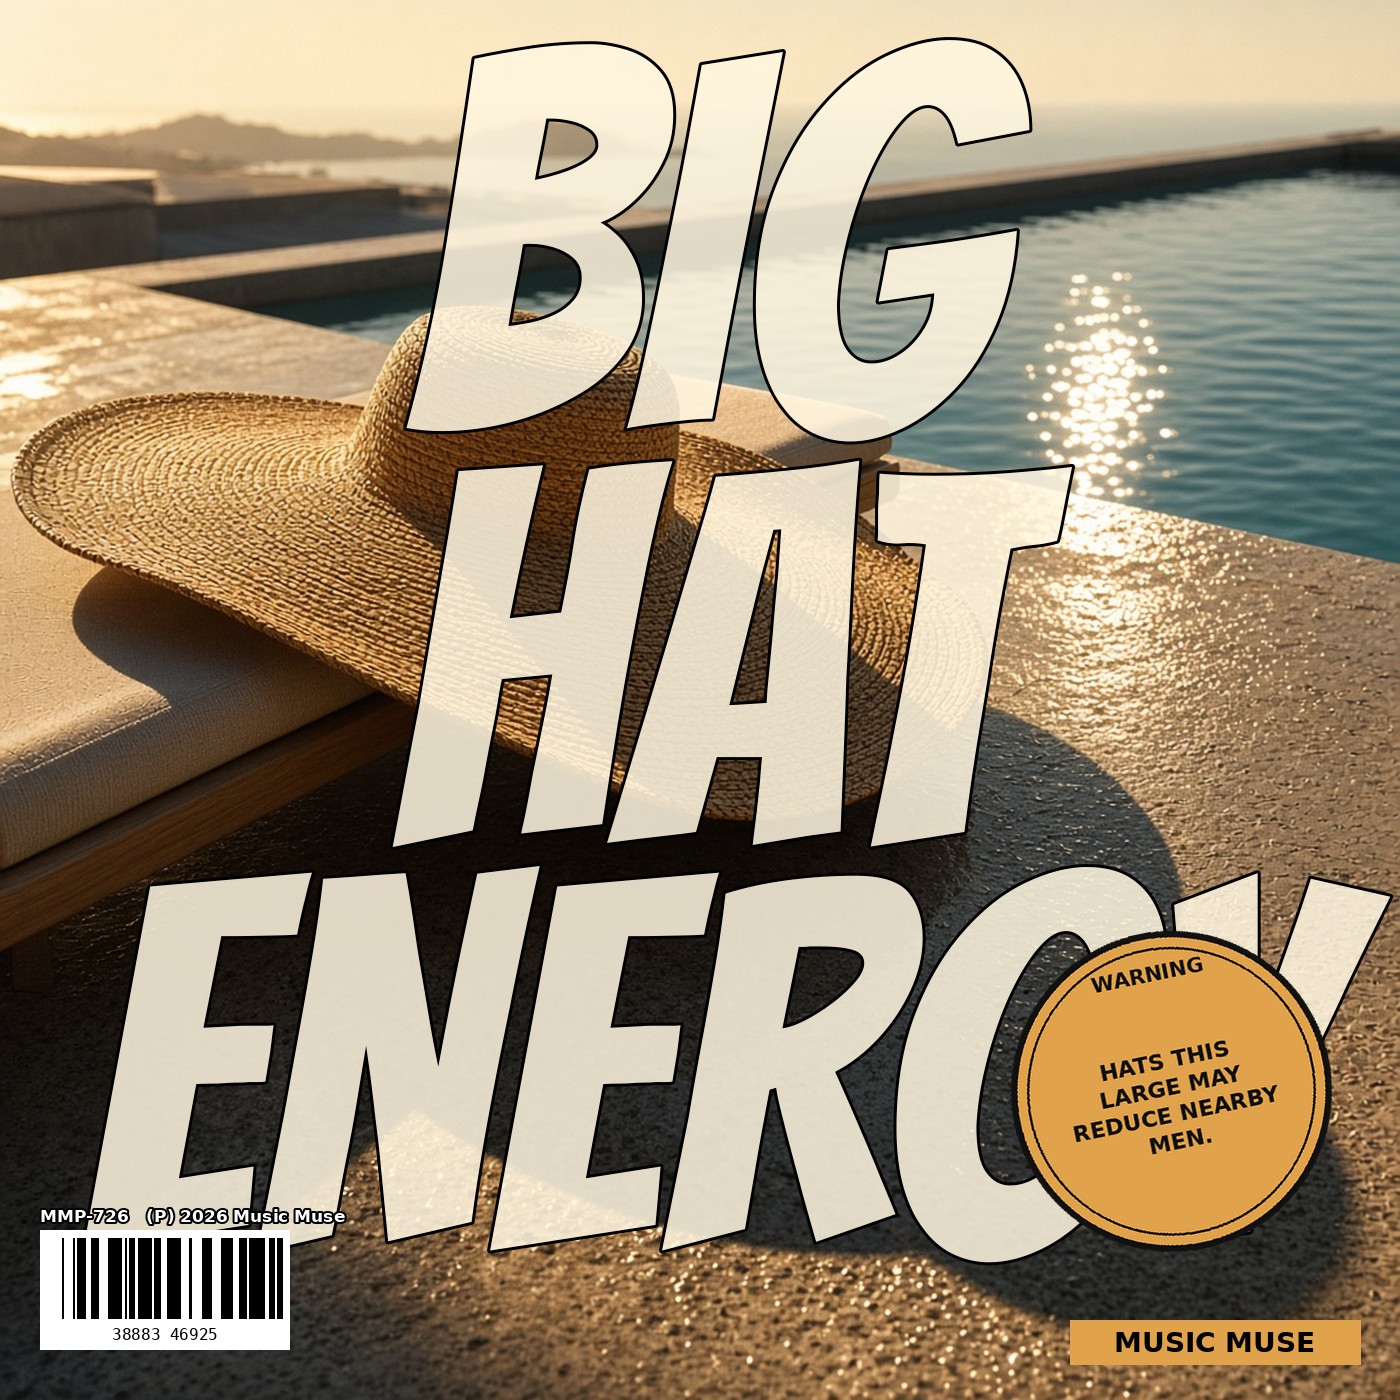 BIG
HAT
ENERGY
WARNING
HATS THIS
LARGE MAY
REDUCE NEARBY
MEN.
MMP-726 (P) 2026 Music Muse
38883 46925
MUSIC MUSE